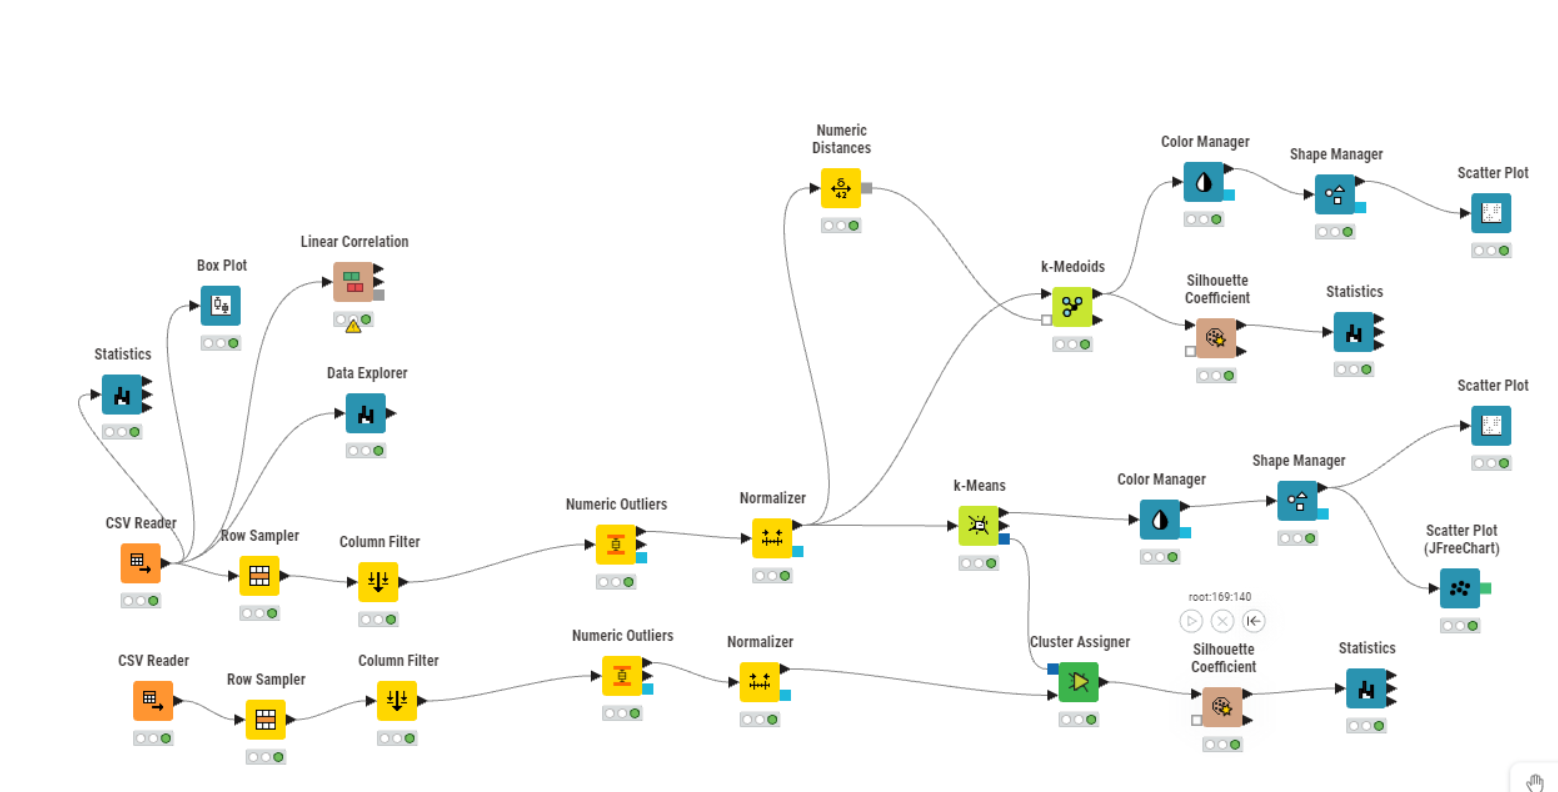 Numeric
Distances
Color Manager
Shape Manager
Scatter Plot
Linear Correlation
Box Plot
k-Medoids
Silhouette
Coefficient
Statistics
Statistics
Data Explorer
Scatter Plot
CSV Reader
Row Sampler
Column Filter
Numeric Outliers
Normalizer
k-Means
Color Manager
Shape Manager
Scatter Plot
(JFreeChart)
root:169:140
CSV Reader
Row Sampler
Column Filter
Numeric Outliers
Normalizer
Cluster Assigner
Silhouette
Coefficient
Statistics